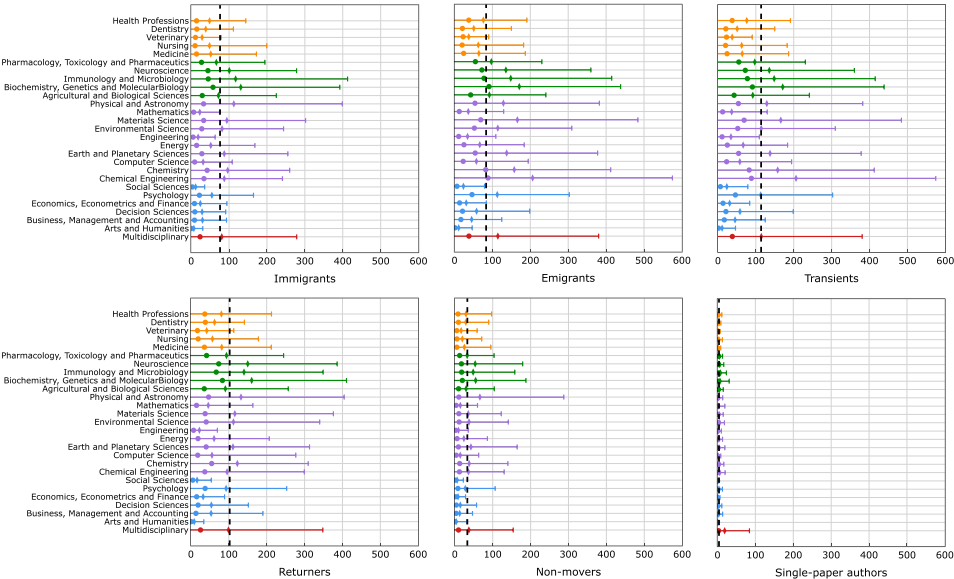 Health Professions
Dentistry
Veterinary
Nursing
Medicine
Pharmacology, Toxicology and Pharmaceutics
Neuroscience
Immunology and Microbiology
Biochemistry, Genetics and MolecularBiology
Agricultural and Biological Sciences
Physical and Astronomy
Mathematics
Materials Science
Environmental Science
Engineering
Energy
Earth and Planetary Sciences
Computer Science
Chemistry
Chemical Engineering
Social Sciences
Psychology
Economics, Econometrics and Finance
Decision Sciences
Business, Management and Accounting
Arts and Humanities
Multidisciplinary
0 100 200 300 400 500 600
Immigrants
0 100 200 300 400 500 600
Emigrants
0 100 200 300 400 500 600
Transients
Health Professions
Dentistry
Veterinary
Nursing
Medicine
Pharmacology, Toxicology and Pharmaceutics
Neuroscience
Immunology and Microbiology
Biochemistry, Genetics and MolecularBiology
Agricultural and Biological Sciences
Physical and Astronomy
Mathematics
Materials Science
Environmental Science
Engineering
Energy
Earth and Planetary Sciences
Computer Science
Chemistry
Chemical Engineering
Social Sciences
Psychology
Economics, Econometrics and Finance
Decision Sciences
Business, Management and Accounting
Arts and Humanities
Multidisciplinary
0 100 200 300 400 500 600
Returners
0 100 200 300 400 500 600
Non-movers
0 100 200 300 400 500 600
Single-paper authors